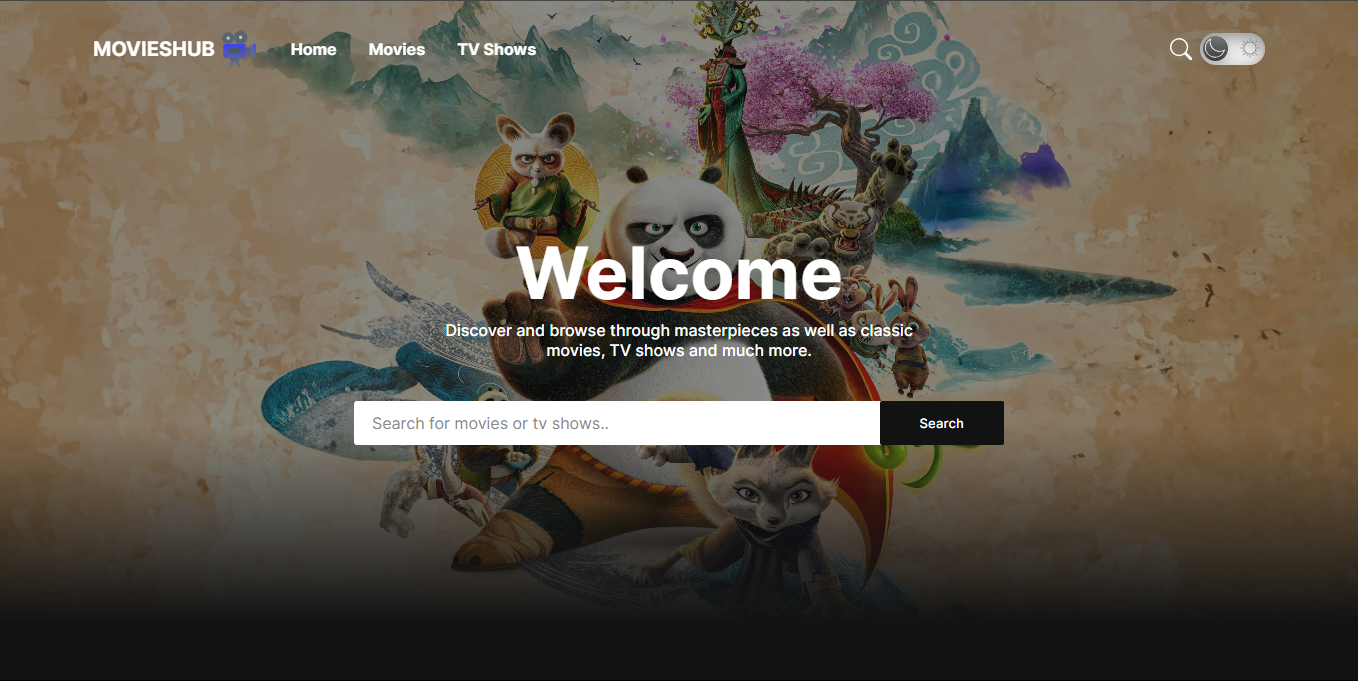 MOVIESHUB Home Movies TV Shows
Welcome
Discover and browse through masterpieces as well as classic
movies, TV shows and much more.
Search for movies or tv shows.. Search